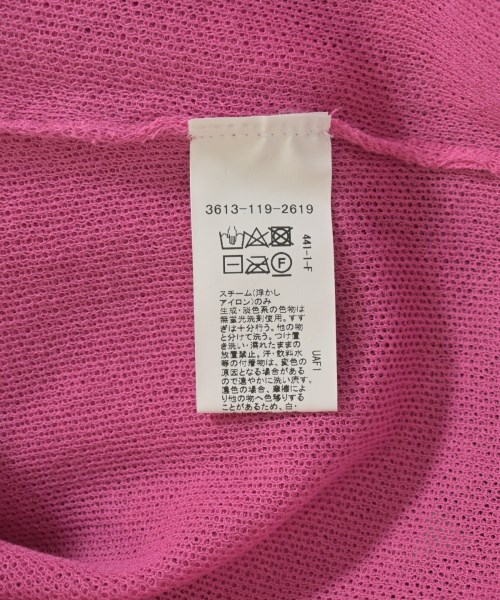 3613-119-2619
441-1-F
F
スチーム(浮かし
アイロン)のみ
生成・淡色系の色物は
無蛍光洗剤使用。すす
ぎは十分行う。他の物
と分けて洗う。つけ置
き洗い・濡れたままの
放置禁止。汗・飲料水
等の付着物は、変色の
原因となる場合がある
ので速やかに洗い流す。
濃色の場合、摩擦によ
り他の物へ色移りする
ことがあるため、白・
UAF1